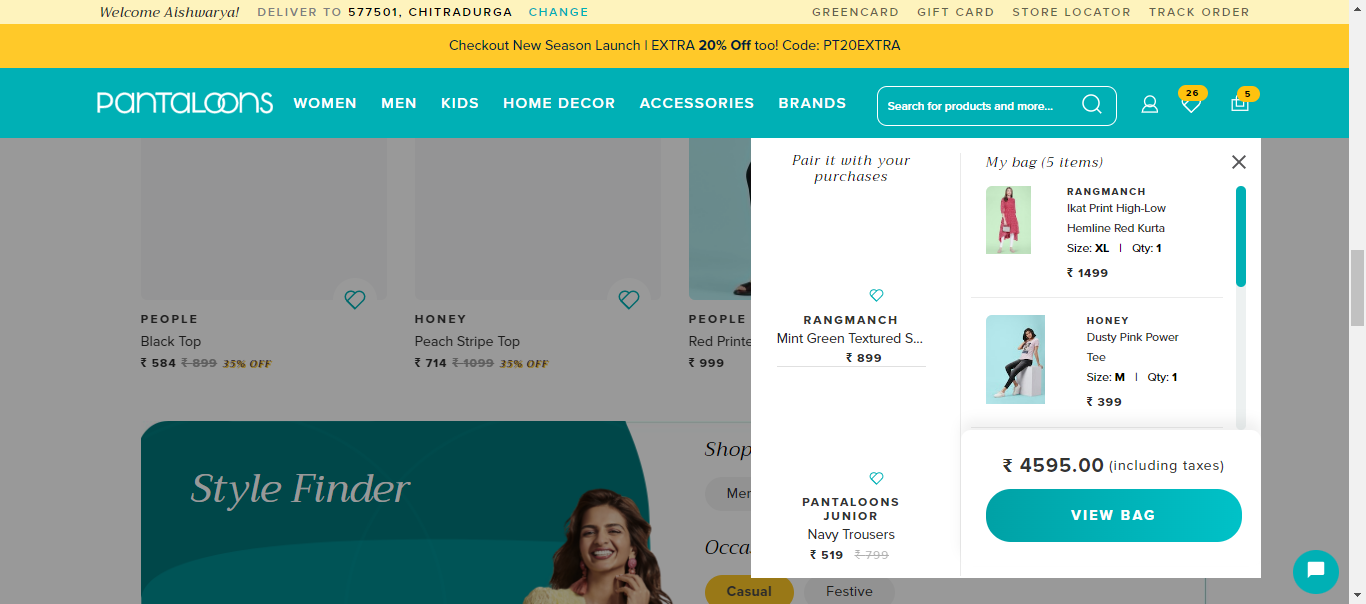 Welcome Aishwarya! DELIVER TO 577501, CHITRADURGA CHANGE GREENCARD GIFT CARD STORE LOCATOR TRACK ORDER
Checkout New Season Launch | EXTRA 20% Off too! Code: PT20EXTRA
PANTALOONS WOMEN MEN KIDS HOME DECOR ACCESSORIES BRANDS Search for products and more... 26 5
PEOPLE
Black Top
₹ 584 ₹ 899 35% OFF
HONEY
Peach Stripe Top
₹ 714 ₹ 1099 35% OFF
PEOPLE
Red Printe
₹ 999
Style Finder
Shop
Mer
Occa
Casual Festive
Pair it with your
purchases
RANGMANCH
Mint Green Textured S...
₹ 899
PANTALOONS
JUNIOR
Navy Trousers
₹ 519 ₹ 799
My bag (5 items)
RANGMANCH
Ikat Print High-Low
Hemline Red Kurta
Size: XL | Qty: 1
₹ 1499
HONEY
Dusty Pink Power
Tee
Size: M | Qty: 1
₹ 399
₹ 4595.00 (including taxes)
VIEW BAG